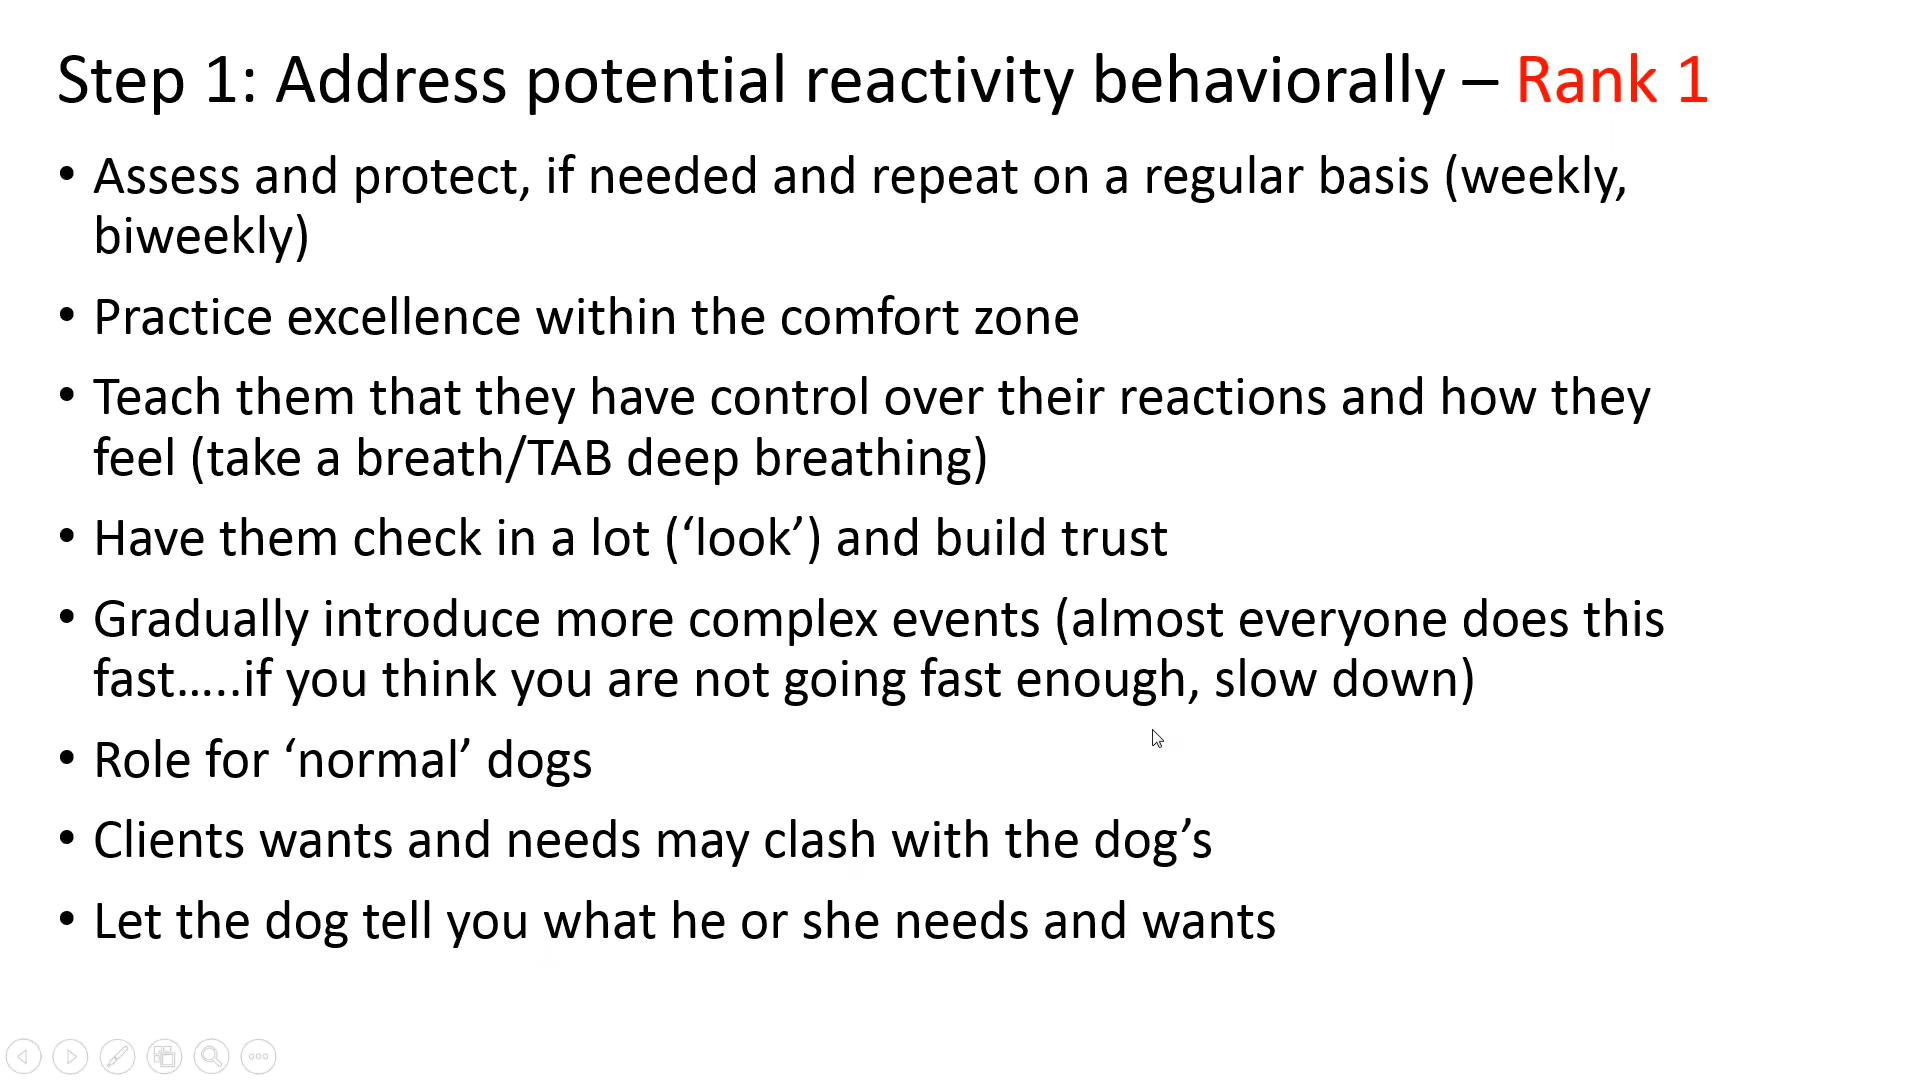 Step 1: Address potential reactivity behaviorally – Rank 1
• Assess and protect, if needed and repeat on a regular basis (weekly,
biweekly)
• Practice excellence within the comfort zone
• Teach them that they have control over their reactions and how they
feel (take a breath/TAB deep breathing)
• Have them check in a lot (‘look’) and build trust
• Gradually introduce more complex events (almost everyone does this
fast…..if you think you are not going fast enough, slow down)
• Role for ‘normal’ dogs
• Clients wants and needs may clash with the dog’s
• Let the dog tell you what he or she needs and wants